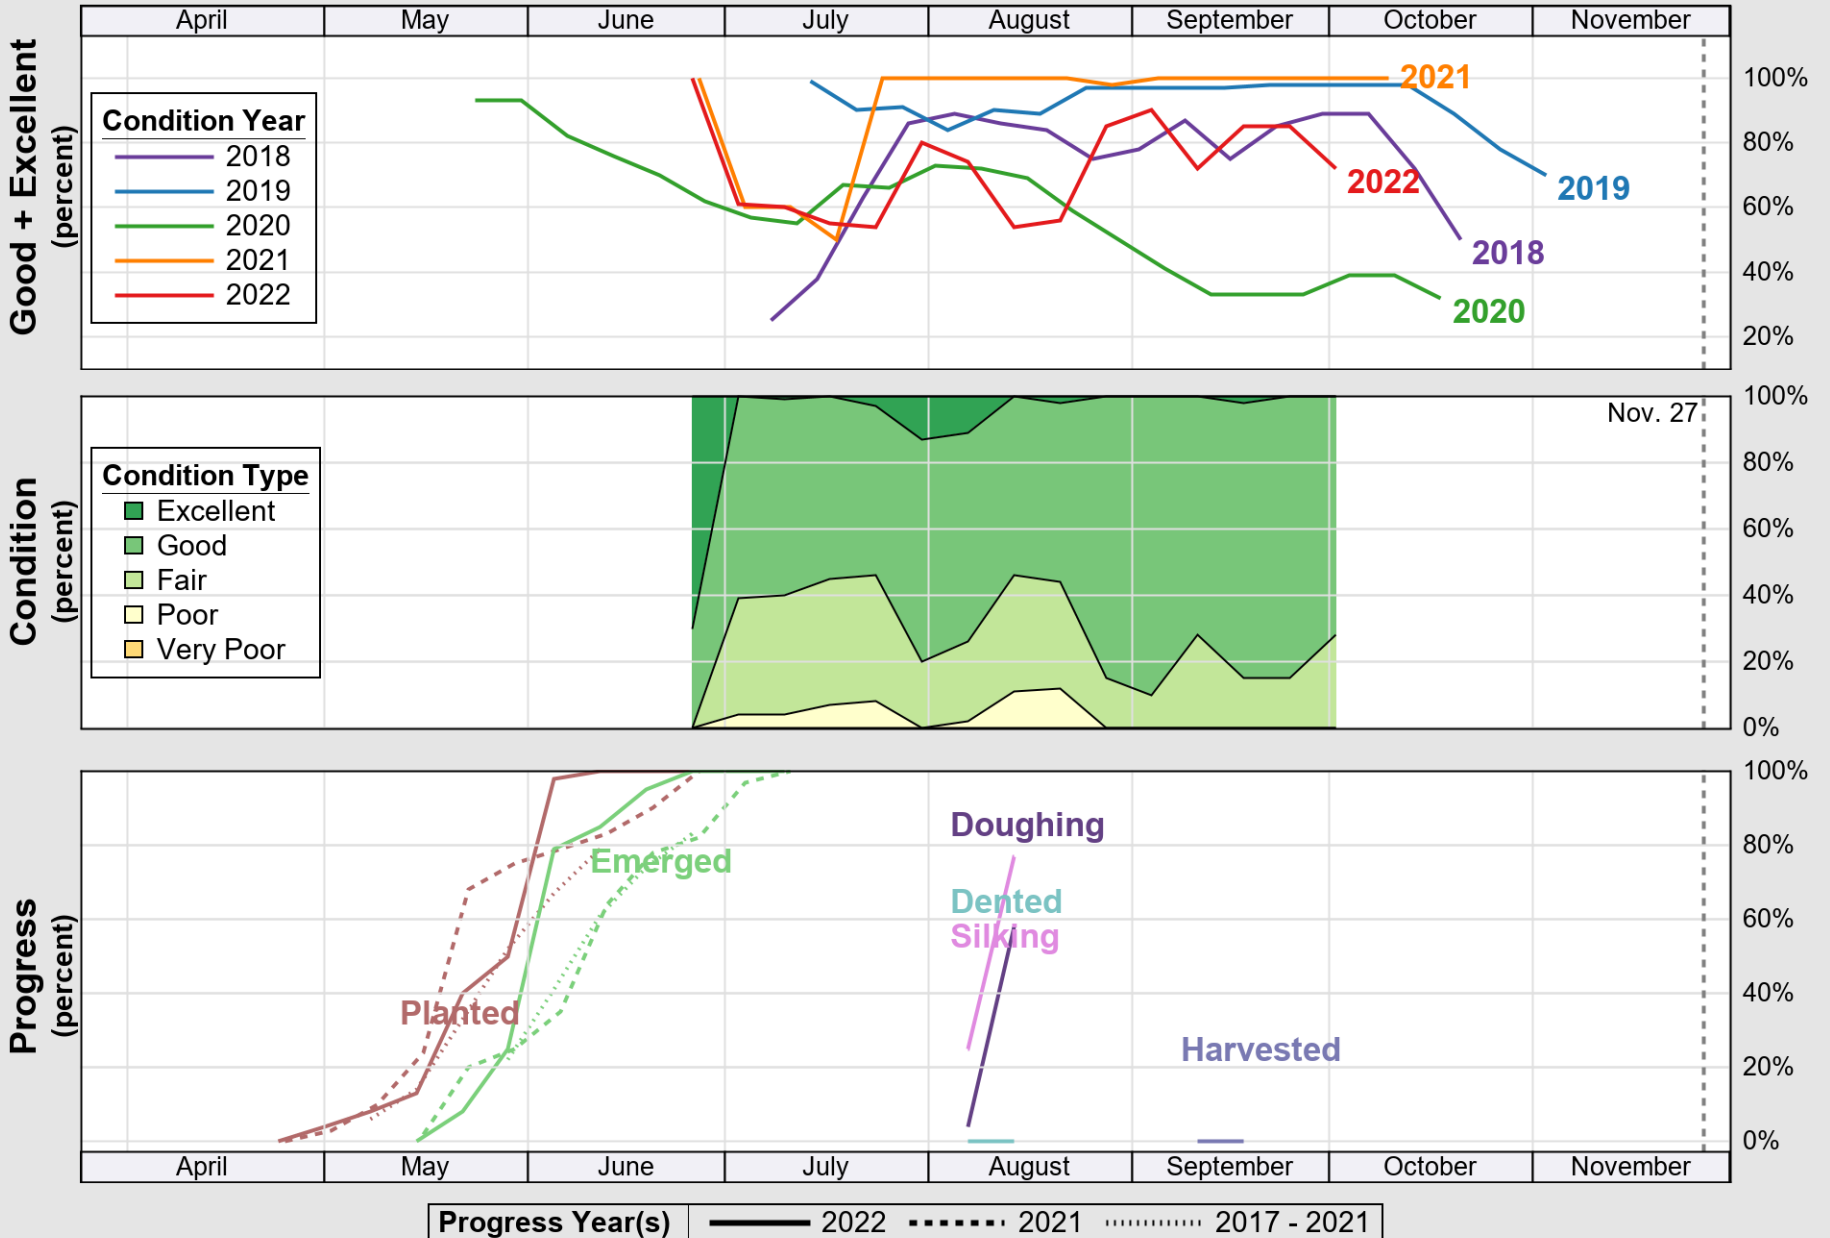 April May June July August September October November
Good + Excellent
(percent)
100%
80%
60%
40%
20%
Condition Year
2018
2019
2020
2021
2022
2021
2022
2019
2018
2020
Condition
(percent)
100%
80%
60%
40%
20%
0%
Nov. 27
Condition Type
Excellent
Good
Fair
Poor
Very Poor
Progress
(percent)
100%
80%
60%
40%
20%
0%
Doughing
Emerged
Dented
Silking
Planted
Harvested
April May June July August September October November
Progress Year(s) 2022 2021 2017 - 2021